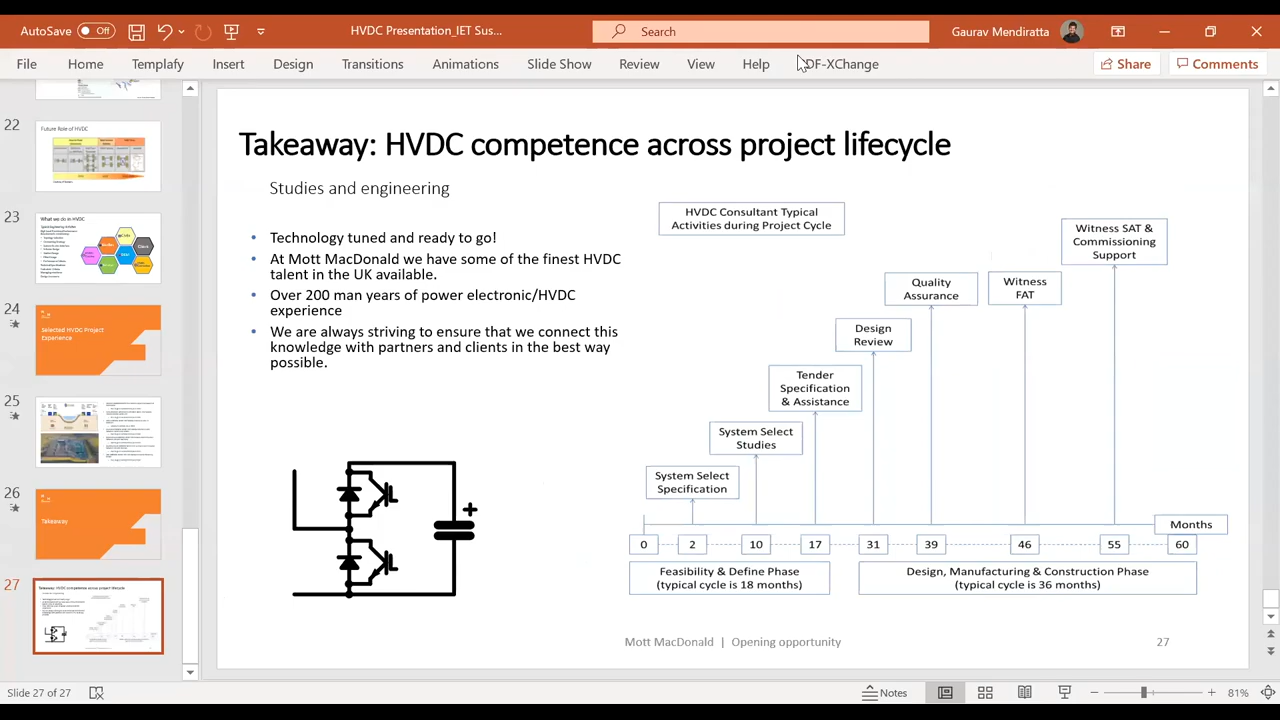 AutoSave Off
HVDC Presentation_IET Sus...
Search
Gaurav Mendiratta
File Home Templafy Insert Design Transitions Animations Slide Show Review View Help DF-XChange
Share
Comments
22
Future Role of HVDC
23
What we do in HVDC
24
Selected HVDC Project
Experience
25
26
Takeaway
27
Takeaway: HVDC competence across project lifecycle
Takeaway: HVDC competence across project lifecycle
Studies and engineering
• Technology tuned and ready to go!
• At Mott MacDonald we have some of the finest HVDC
talent in the UK available.
• Over 200 man years of power electronic/HVDC
experience
• We are always striving to ensure that we connect this
knowledge with partners and clients in the best way
possible.
+
HVDC Consultant Typical
Activities during Project Cycle
Witness SAT &
Commissioning
Support
Quality
Assurance
Witness
FAT
Design
Review
Tender
Specification
& Assistance
System Select
Studies
System Select
Specification
Months
0 2 10 17 31 39 46 55 60
Feasibility & Define Phase
(typical cycle is 18 months)
Design, Manufacturing & Construction Phase
(typical cycle is 36 months)
Mott MacDonald | Opening opportunity
27
Slide 27 of 27
Notes
81%